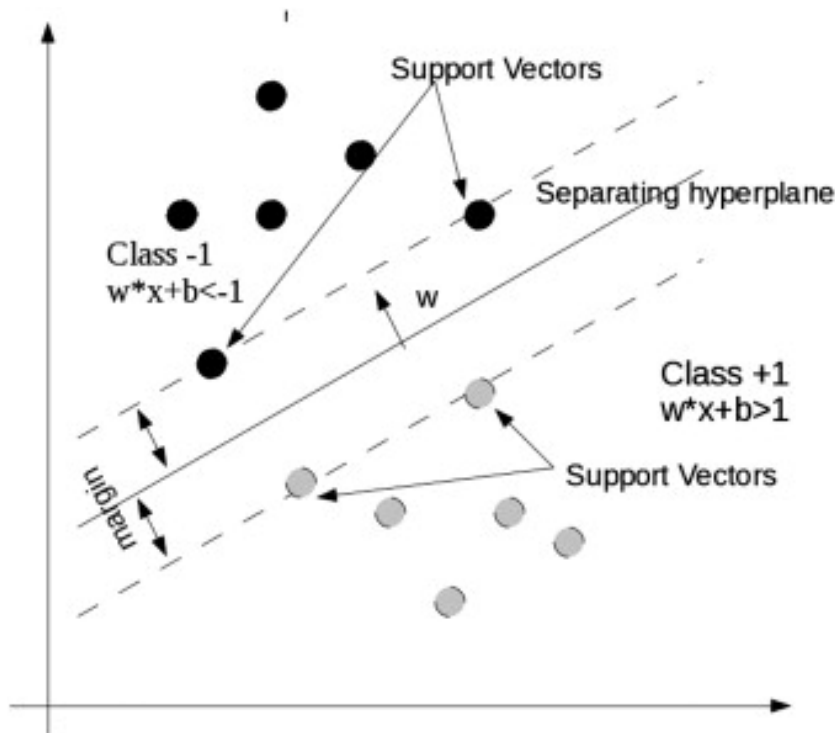 Support Vectors
Separating hyperplane
Class -1
w*x+b<-1
w
Class +1
w*x+b>1
margin
Support Vectors